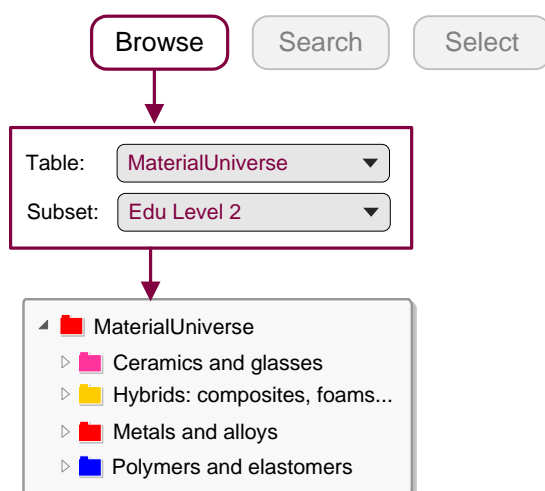 Browse Search Select
Table: MaterialUniverse
Subset: Edu Level 2
MaterialUniverse
Ceramics and glasses
Hybrids: composites, foams...
Metals and alloys
Polymers and elastomers